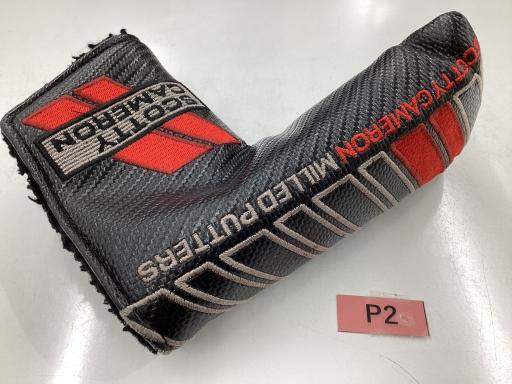 SCOTTY
CAMERON
SCOTTY CAMERON MILLED PUTTERS
P2